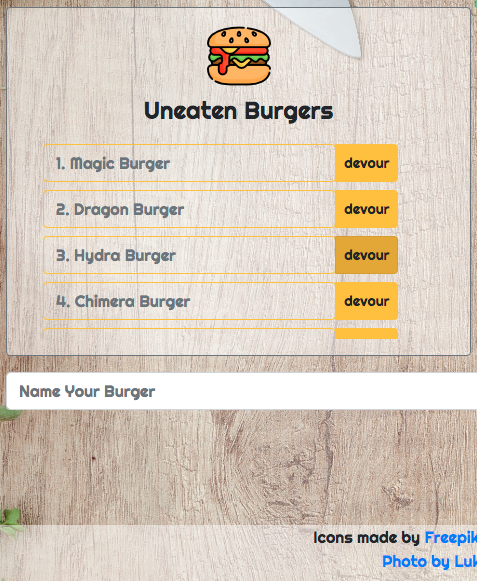 Uneaten Burgers
1. Magic Burger devour
2. Dragon Burger devour
3. Hydra Burger devour
4. Chimera Burger devour
Name Your Burger
Icons made by Freepik
Photo by Luk